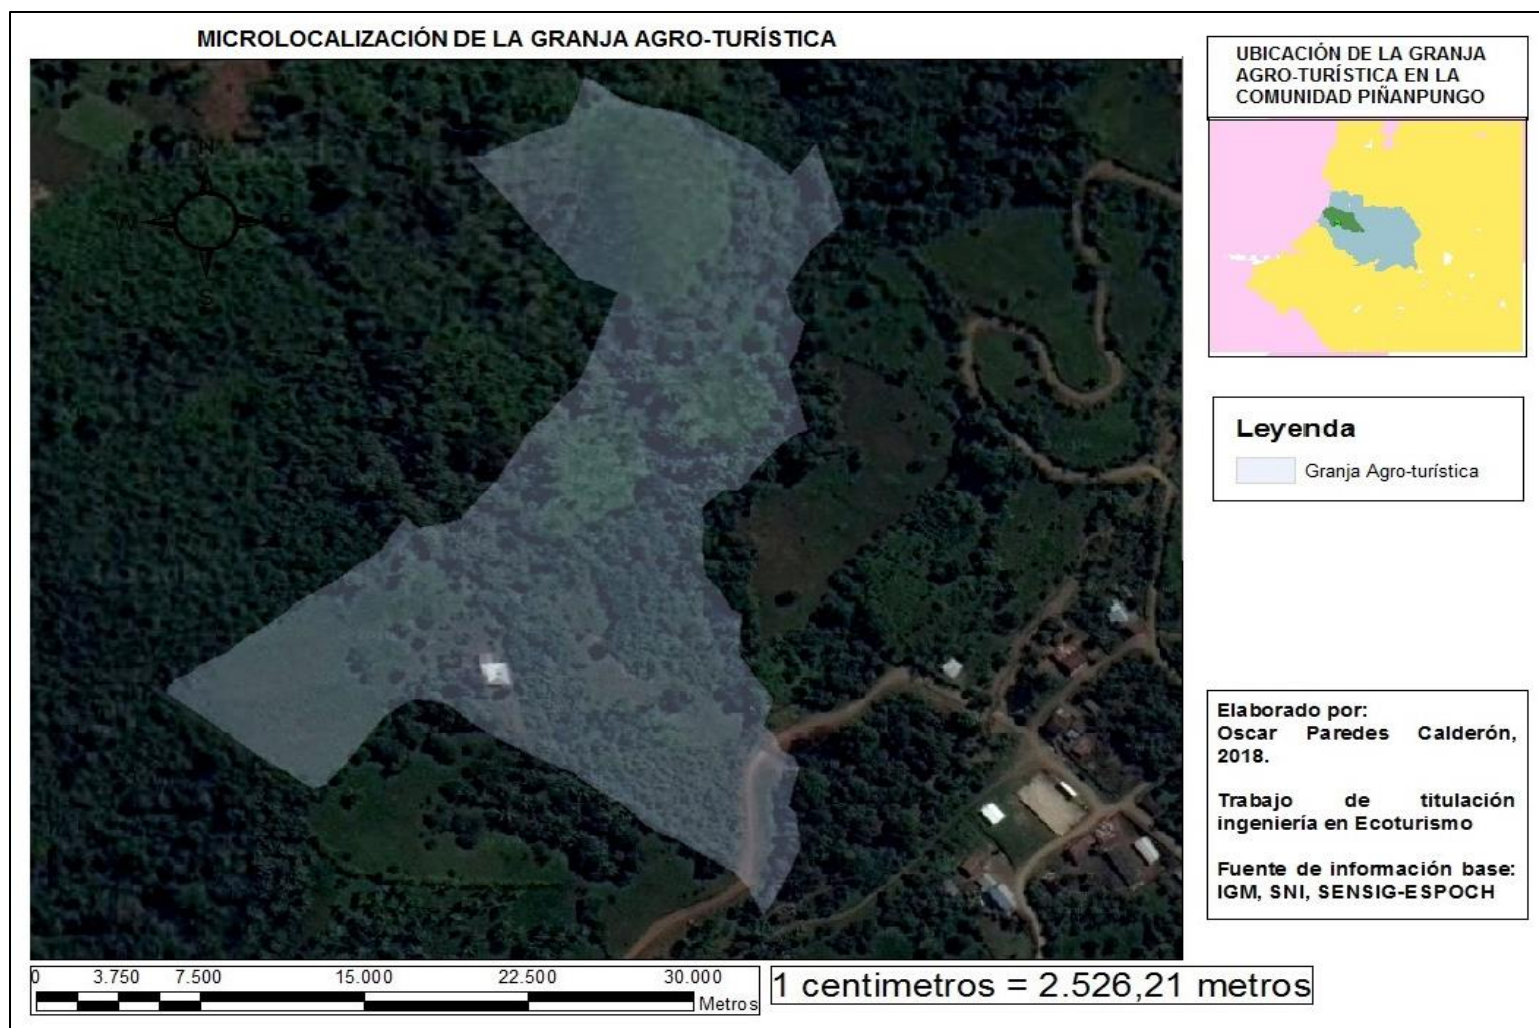 MICROLOCALIZACIÓN DE LA GRANJA AGRO-TURÍSTICA
N
W
E
S
0 3.750 7.500 15.000 22.500 30.000
Metros
1 centimetros = 2.526,21 metros
UBICACIÓN DE LA GRANJA
AGRO-TURÍSTICA EN LA
COMUNIDAD PIÑANPUNGO
Leyenda
Granja Agro-turística
Elaborado por:
Oscar Paredes Calderón,
2018.
Trabajo de titulación
ingeniería en Ecoturismo
Fuente de información base:
IGM, SNI, SENSIG-ESPOCH